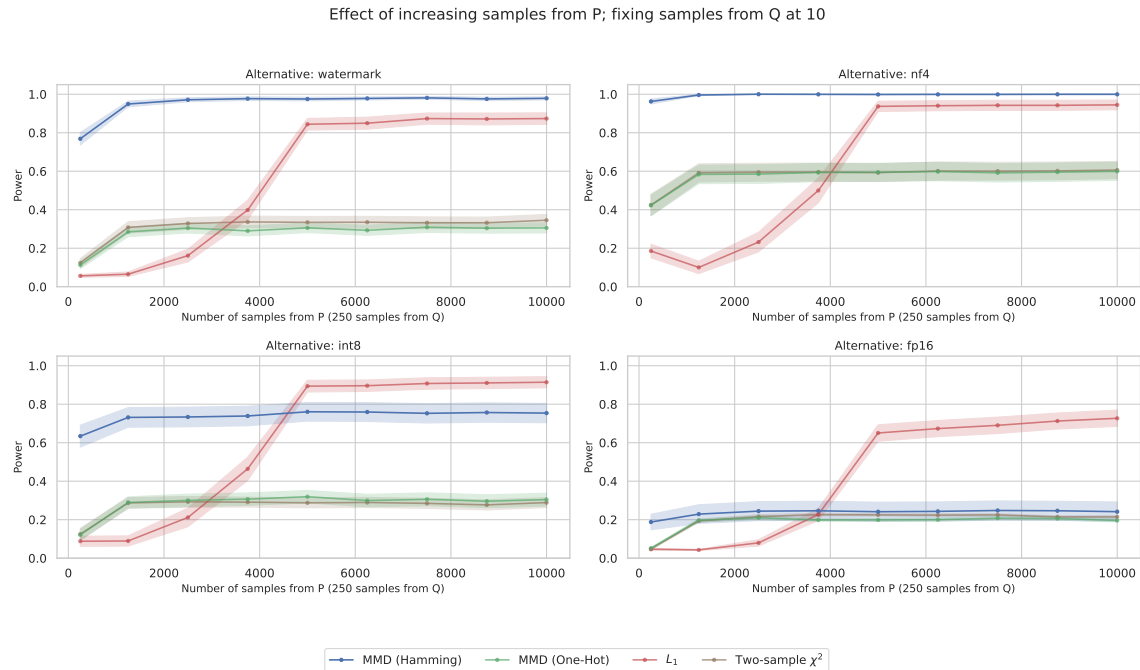 Effect of increasing samples from P; fixing samples from Q at 10
Alternative: watermark
1.0
0.8
0.6
0.4
0.2
0.0
Power
0 2000 4000 6000 8000 10000
Number of samples from P (250 samples from Q)
Alternative: nf4
1.0
0.8
0.6
0.4
0.2
0.0
Power
0 2000 4000 6000 8000 10000
Number of samples from P (250 samples from Q)
Alternative: int8
1.0
0.8
0.6
0.4
0.2
0.0
Power
0 2000 4000 6000 8000 10000
Number of samples from P (250 samples from Q)
Alternative: fp16
1.0
0.8
0.6
0.4
0.2
0.0
Power
0 2000 4000 6000 8000 10000
Number of samples from P (250 samples from Q)
MMD (Hamming) MMD (One-Hot) L₁ Two-sample χ²